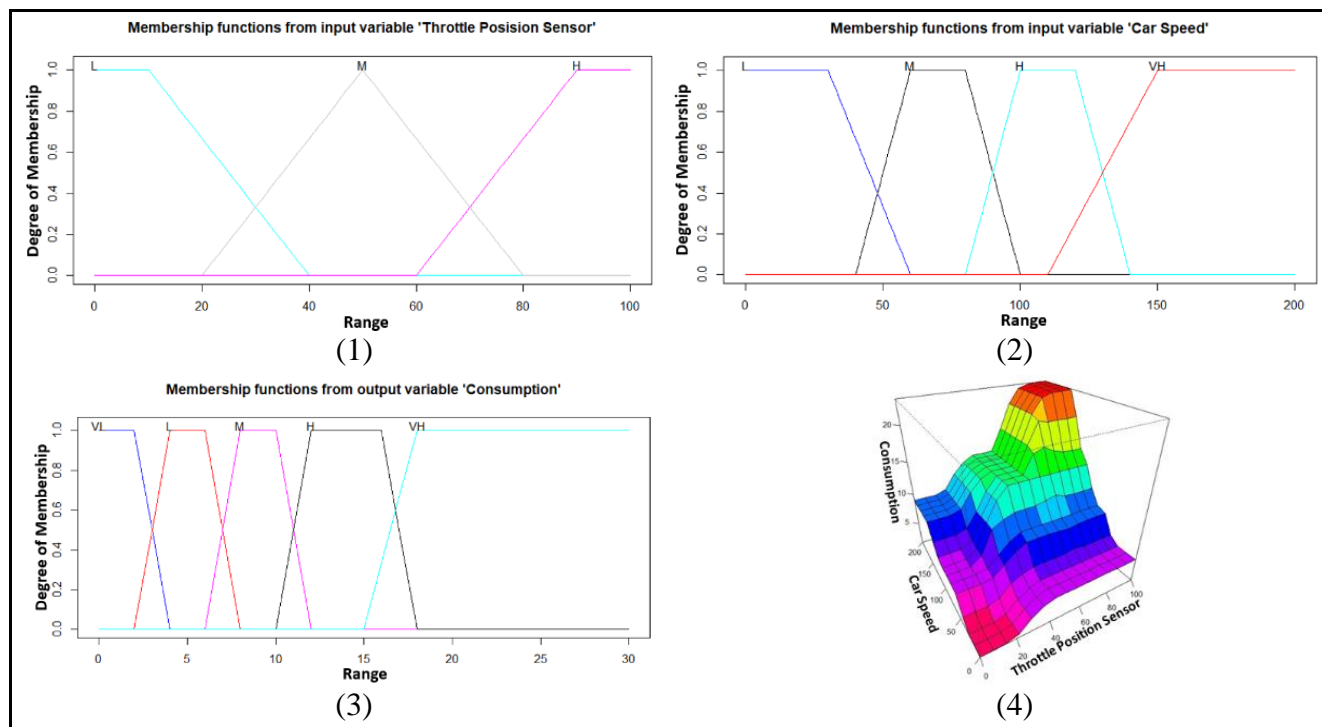 Membership functions from input variable 'Throttle Posision Sensor'
Degree of Membership
0.0 0.2 0.4 0.6 0.8 1.0
L M H
0 20 40 60 80 100
Range
(1)
Membership functions from input variable 'Car Speed'
Degree of Membership
0.0 0.2 0.4 0.6 0.8 1.0
L M H VH
0 50 100 150 200
Range
(2)
Membership functions from output variable 'Consumption'
Degree of Membership
0.0 0.2 0.4 0.6 0.8 1.0
VL L M H VH
0 5 10 15 20 25 30
Range
(3)
Consumption
20
15
10
5
Car Speed
200
150
100
50
0
Throttle Position Sensor
0 20 40 60 80 100
(4)